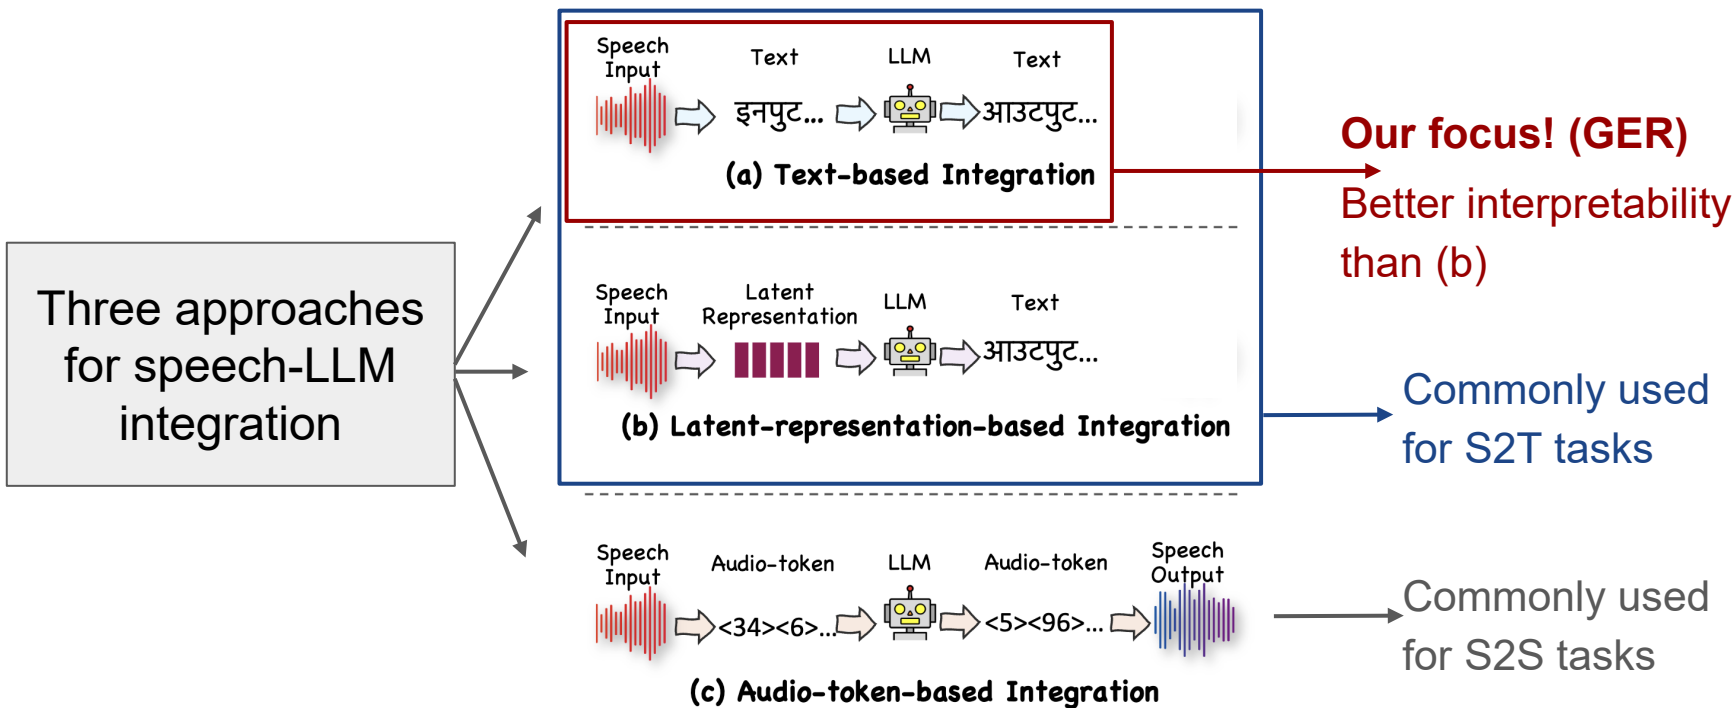 Three approaches
for speech-LLM
integration
Speech
Input
Text
LLM
Text
इनपुट...
आउटपुट...
(a) Text-based Integration
Our focus! (GER)
Better interpretability
than (b)
Speech
Input
Latent
Representation
LLM
Text
आउटपुट...
(b) Latent-representation-based Integration
Commonly used
for S2T tasks
Speech
Input
Audio-token
LLM
Audio-token
Speech
Output
<34><6>...
<5><96>...
(c) Audio-token-based Integration
Commonly used
for S2S tasks